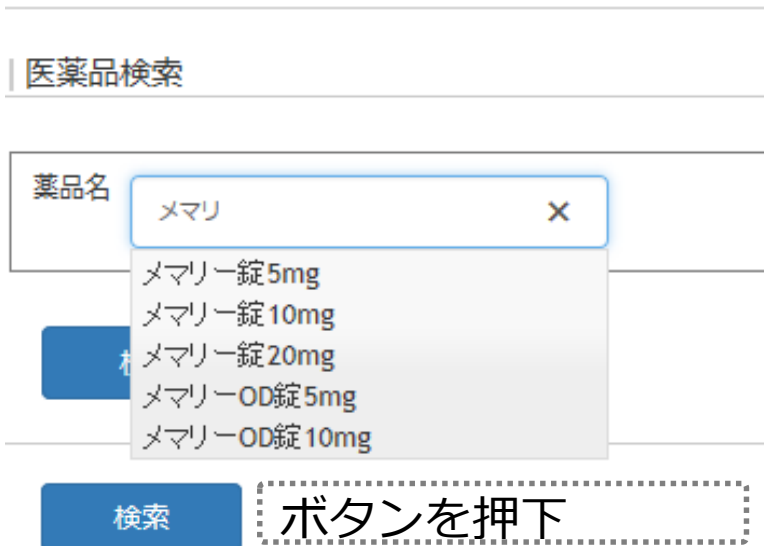 医薬品検索
薬品名
メマリ ×
メマリー錠5mg
メマリー錠10mg
メマリー錠20mg
メマリーOD錠5mg
メマリーOD錠10mg
検索
ボタンを押下